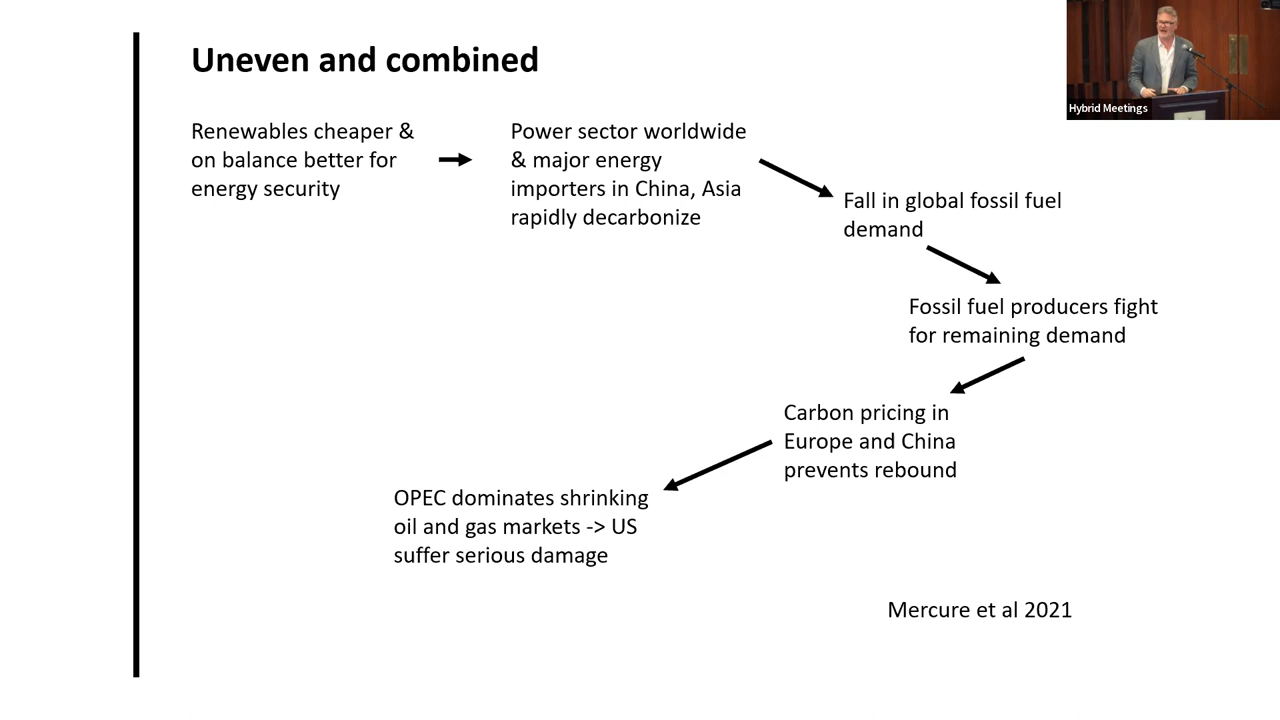 Uneven and combined
Hybrid Meetings
Renewables cheaper &
on balance better for
energy security
Power sector worldwide
& major energy
importers in China, Asia
rapidly decarbonize
Fall in global fossil fuel
demand
Fossil fuel producers fight
for remaining demand
Carbon pricing in
Europe and China
prevents rebound
OPEC dominates shrinking
oil and gas markets -> US
suffer serious damage
Mercure et al 2021